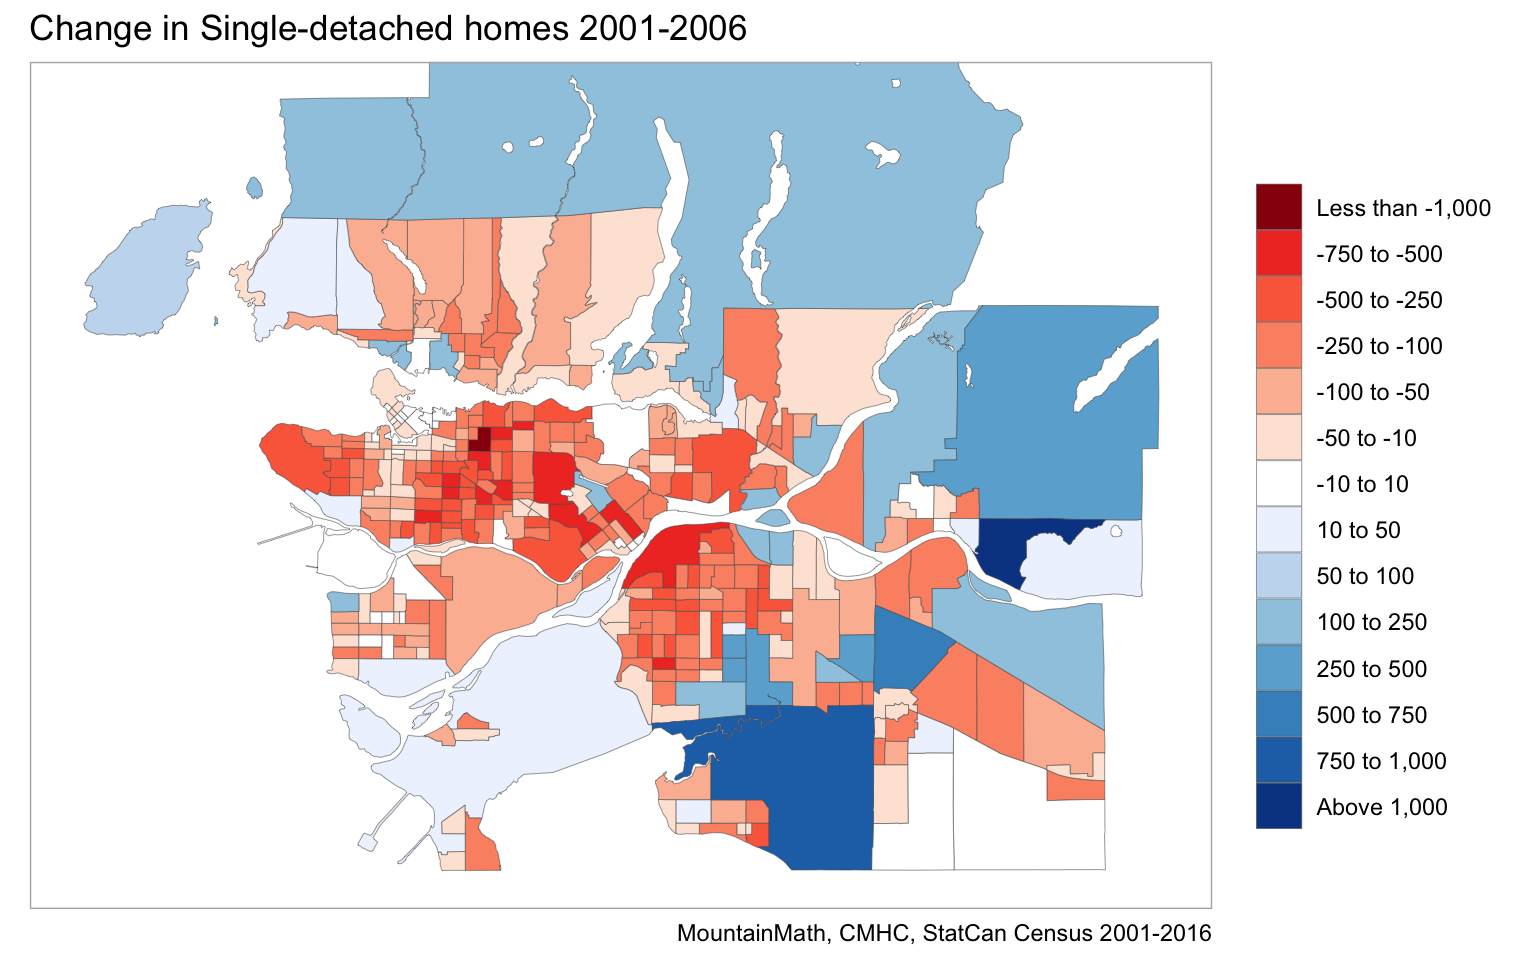 Change in Single-detached homes 2001-2006
Less than -1,000
-750 to -500
-500 to -250
-250 to -100
-100 to -50
-50 to -10
-10 to 10
10 to 50
50 to 100
100 to 250
250 to 500
500 to 750
750 to 1,000
Above 1,000
MountainMath, CMHC, StatCan Census 2001-2016